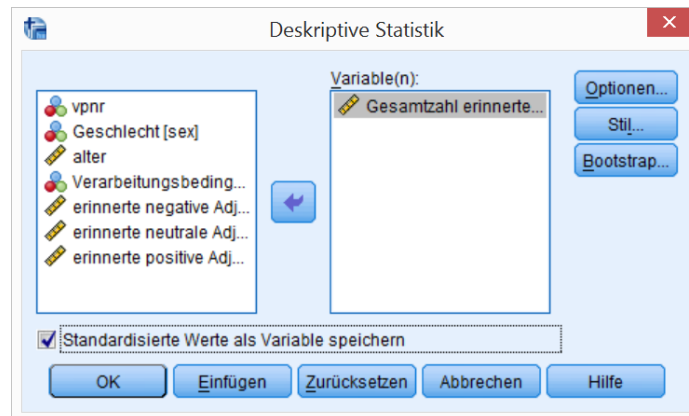 Deskriptive Statistik
Variable(n):
vpnr
Geschlecht [sex]
alter
Verarbeitungsbeding...
erinnerte negative Adj...
erinnerte neutrale Adj...
erinnerte positive Adj...
Gesamtzahl erinnerte...
Optionen...
Stil...
Bootstrap...
Standardisierte Werte als Variable speichern
OK Einfügen Zurücksetzen Abbrechen Hilfe